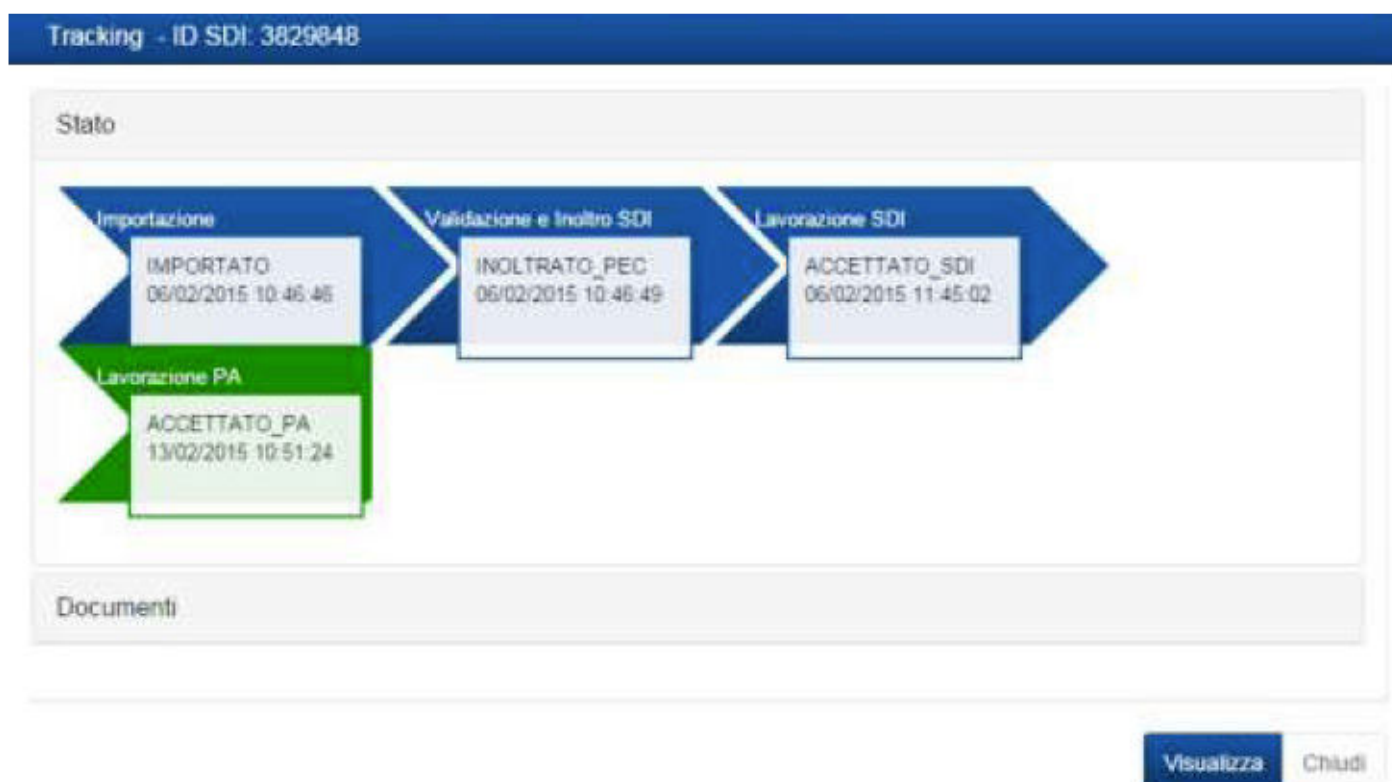 Tracking - ID SDI: 3829848
Stato
Importazione
IMPORTATO
06/02/2015 10:46:46
Validazione e Inoltro SDI
INOLTRATO_PEC
06/02/2015 10:46:49
Lavorazione SDI
ACCETTATO_SDI
06/02/2015 11:45:02
Lavorazione PA
ACCETTATO_PA
13/02/2015 10:51:24
Documenti
Visualizza
Chiudi